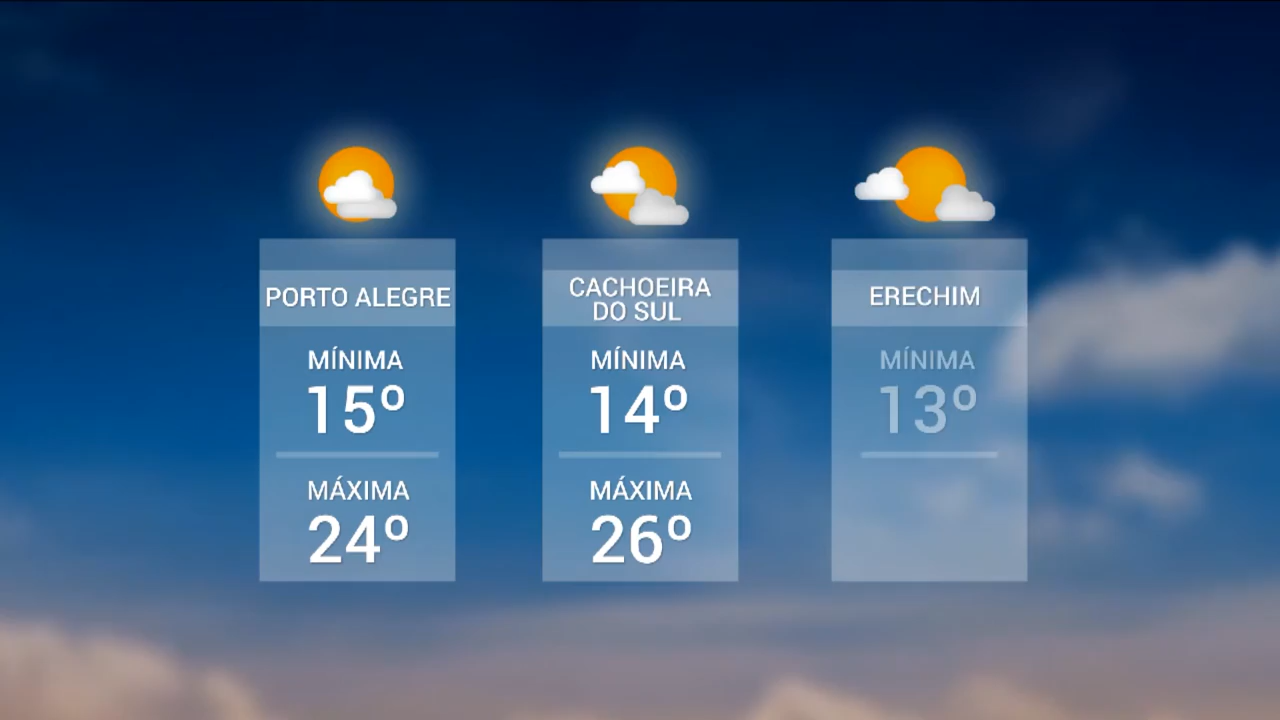 PORTO ALEGRE
MÍNIMA
15º
MÁXIMA
24º
CACHOEIRA
DO SUL
MÍNIMA
14º
MÁXIMA
26º
ERECHIM
MÍNIMA
13º